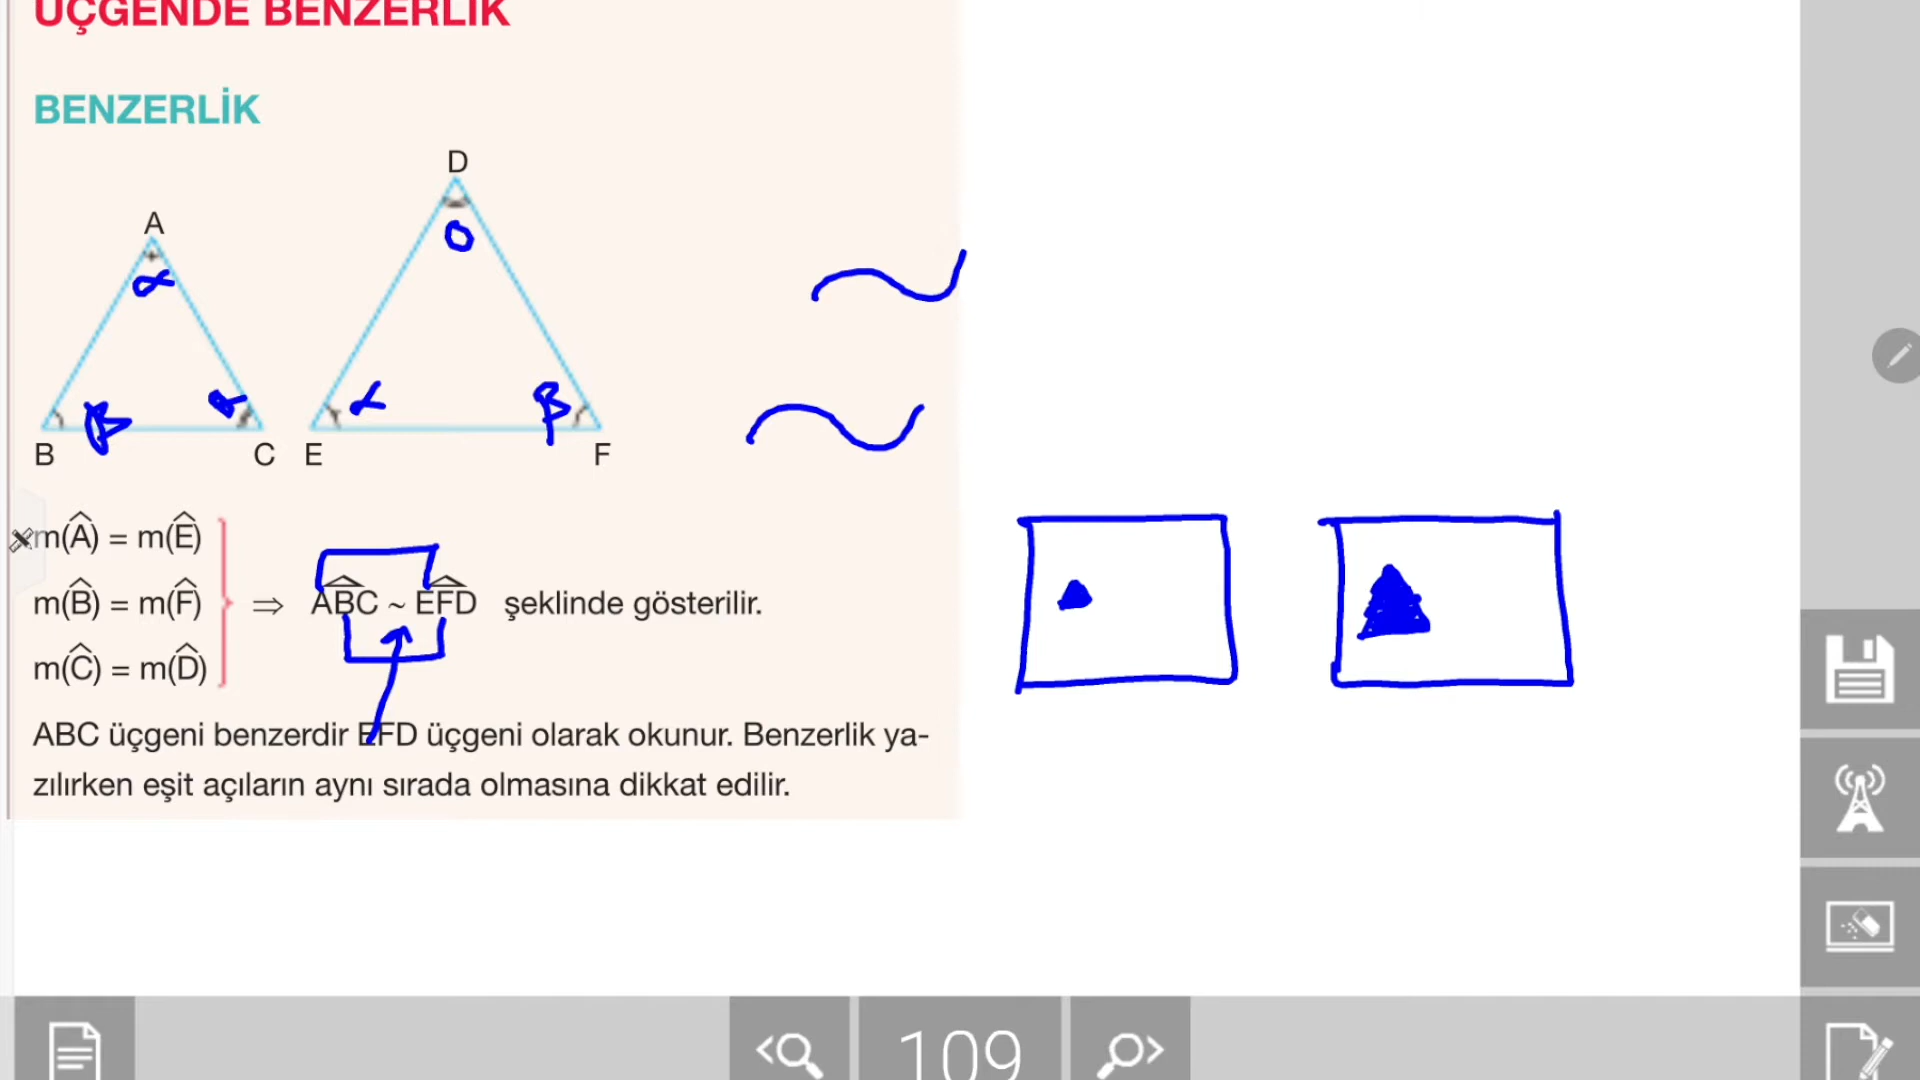 ÜÇGENDE BENZERLİK
BENZERLİK
D
A
α
O
α
β
B
C
E
F
m(Â) = m(Ê)
m(B̂) = m(F̂)
m(Ĉ) = m(D̂)
⇒ ABC ~ EFD şeklinde gösterilir.
ABC üçgeni benzerdir EFD üçgeni olarak okunur. Benzerlik ya-
zılırken eşit açıların aynı sırada olmasına dikkat edilir.
109